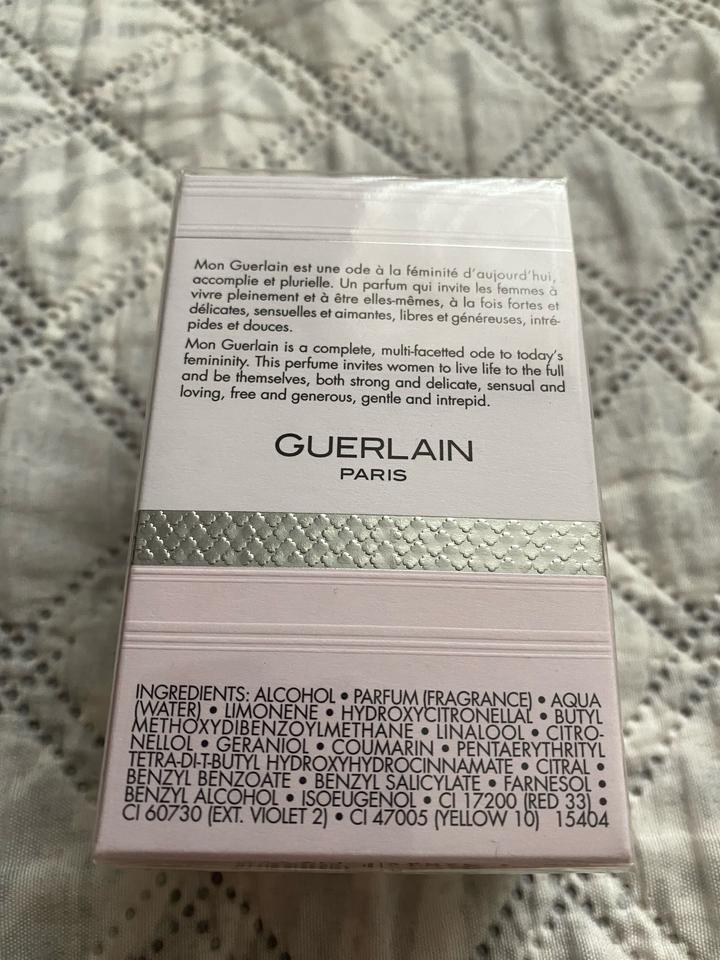 Mon Guerlain est une ode à la féminité d'aujourd'hui,
accomplie et plurielle. Un parfum qui invite les femmes à
vivre pleinement et à être elles-mêmes, à la fois fortes et
délicates, sensuelles et aimantes, libres et généreuses, intré-
pides et douces.
Mon Guerlain is a complete, multi-facetted ode to today's
femininity. This perfume invites women to live life to the full
and be themselves, both strong and delicate, sensual and
loving, free and generous, gentle and intrepid.
GUERLAIN
PARIS
INGREDIENTS: ALCOHOL • PARFUM (FRAGRANCE) • AQUA
(WATER) • LIMONENE • HYDROXYCITRONELLAL • BUTYL
METHOXYDIBENZOYLMETHANE • LINALOOL • CITRO-
NELLOL • GERANIOL • COUMARIN • PENTAERYTHRITYL
TETRA-DI-T-BUTYL HYDROXYHYDROCINNAMATE • CITRAL •
BENZYL BENZOATE • BENZYL SALICYLATE • FARNESOL •
BENZYL ALCOHOL • ISOEUGENOL • CI 17200 (RED 33) •
CI 60730 (EXT. VIOLET 2) • CI 47005 (YELLOW 10) 15404